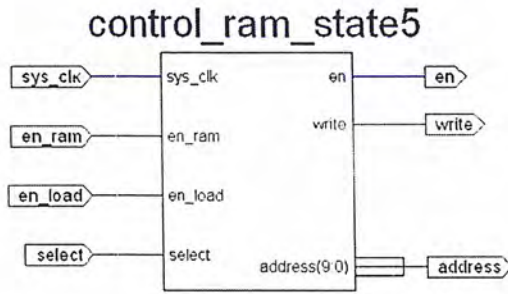 control_ram_state5
sys_clk sys_clk en en
en_ram en_ram write write
en_load en_load
select select address(9:0) address